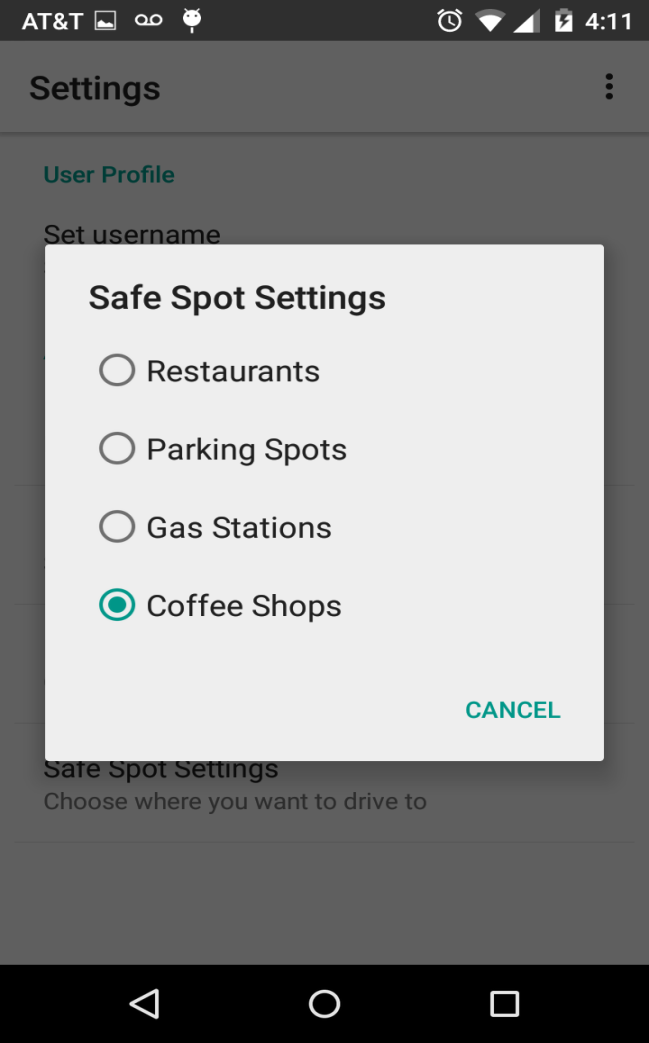 AT&T 4:11
Settings
User Profile
Set username
Safe Spot Settings
Restaurants
Parking Spots
Gas Stations
Coffee Shops
CANCEL
Safe Spot Settings
Choose where you want to drive to